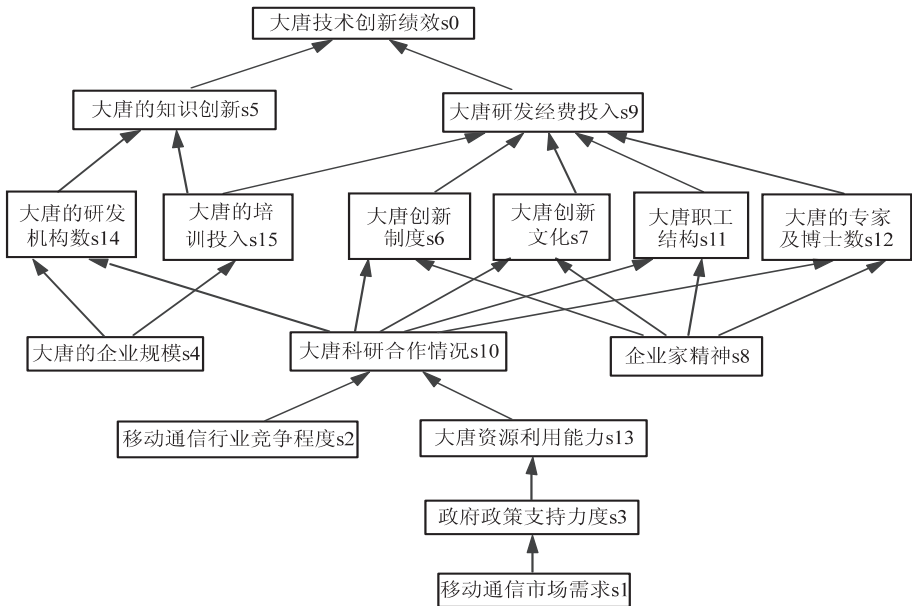 大唐技术创新绩效s0
大唐的知识创新s5
大唐研发经费投入s9
大唐的研发
机构数s14
大唐的培
训投入s15
大唐创新
制度s6
大唐创新
文化s7
大唐职工
结构s11
大唐的专家
及博士数s12
大唐的企业规模s4
大唐科研合作情况s10
企业家精神s8
移动通信行业竞争程度s2
大唐资源利用能力s13
政府政策支持力度s3
移动通信市场需求s1